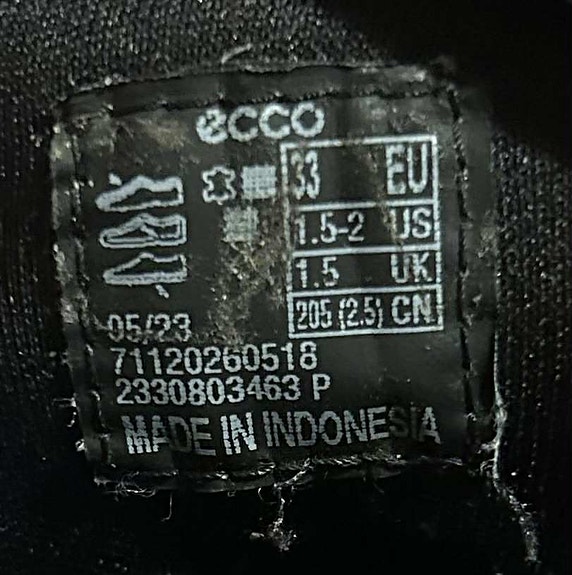 ecco
33 EU
1.5-2 US
1.5 UK
205 (2.5) CN
05/23
71120260518
2330803463 P
MADE IN INDONESIA